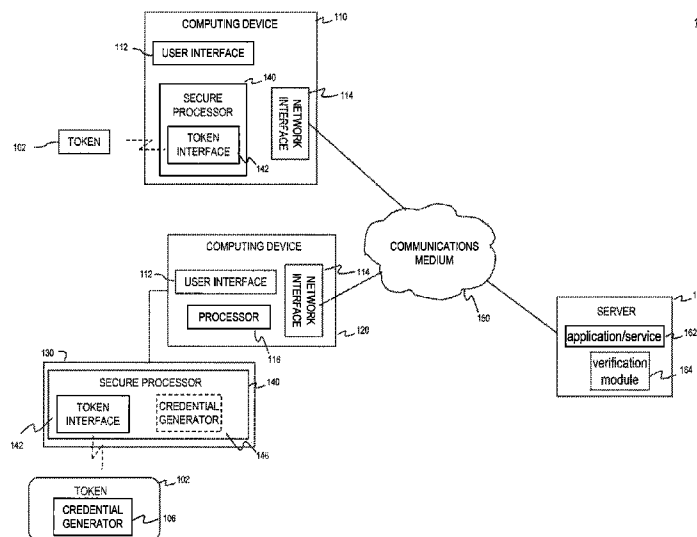 COMPUTING DEVICE
110
112
USER INTERFACE
140
SECURE
PROCESSOR
114
NETWORK
INTERFACE
102
TOKEN
TOKEN
INTERFACE
142
COMPUTING DEVICE
112
USER INTERFACE
114
NETWORK
INTERFACE
PROCESSOR
116
120
COMMUNICATIONS
MEDIUM
150
SERVER
application/service
162
verification
module
164
130
SECURE PROCESSOR
140
TOKEN
INTERFACE
CREDENTIAL
GENERATOR
142
146
102
TOKEN
CREDENTIAL
GENERATOR
106